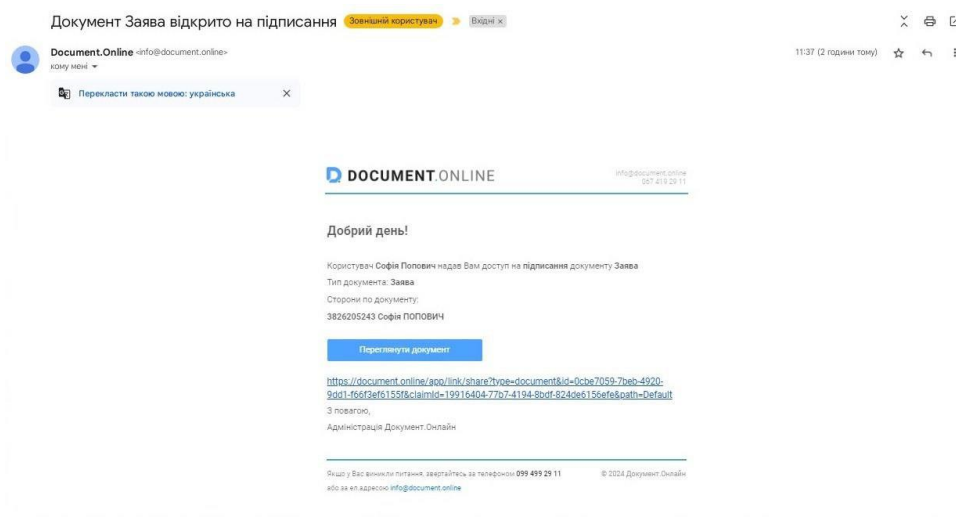 Документ Заява відкрито на підписання Зовнішній користувач Вхідні ×
Document.Online <info@document.online>
11:37 (2 години тому)
кому мені
Перекласти такою мовою: українська
DOCUMENT.ONLINE
info@document.online
067 419 29 11
Добрий день!
Користувач Софія Попович надав Вам доступ на підписання документу Заява
Тип документа: Заява
Сторони по документу:
3826205243 Софія ПОПОВИЧ
Переглянути документ
https://document.online/app/link/share?type=document&id=0cbe7059-7beb-4920-
9dd1-f66f3ef6155f&claimId=19916404-77b7-4194-8bdf-824de6156efe&path=Default
З повагою,
Адміністрація Документ.Онлайн
Якщо у Вас виникли питання, звертайтесь за телефоном 099 499 29 11
або за ел.адресою info@document.online
© 2024 Документ.Онлайн